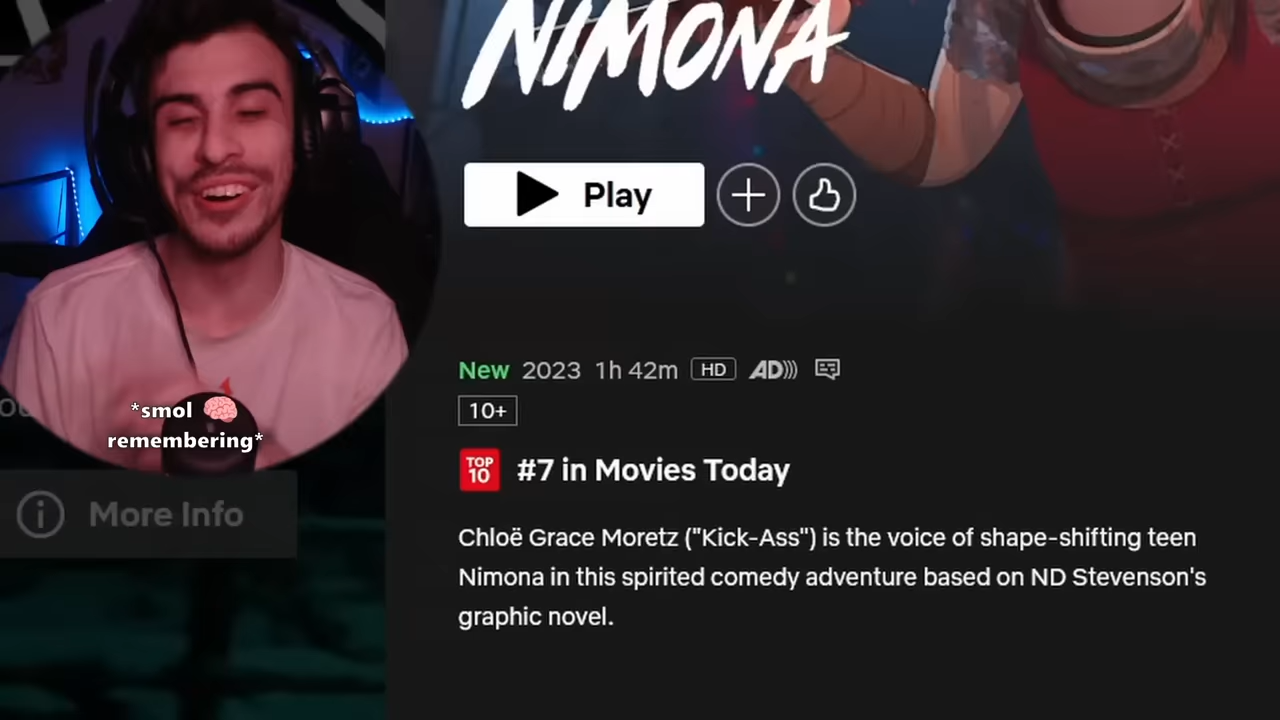 NIMONA
Play
New 2023 1h 42m HD AD
10+
TOP
10
#7 in Movies Today
Chloë Grace Moretz ("Kick-Ass") is the voice of shape-shifting teen
Nimona in this spirited comedy adventure based on ND Stevenson's
graphic novel.
*smol 🧠
remembering*
More Info